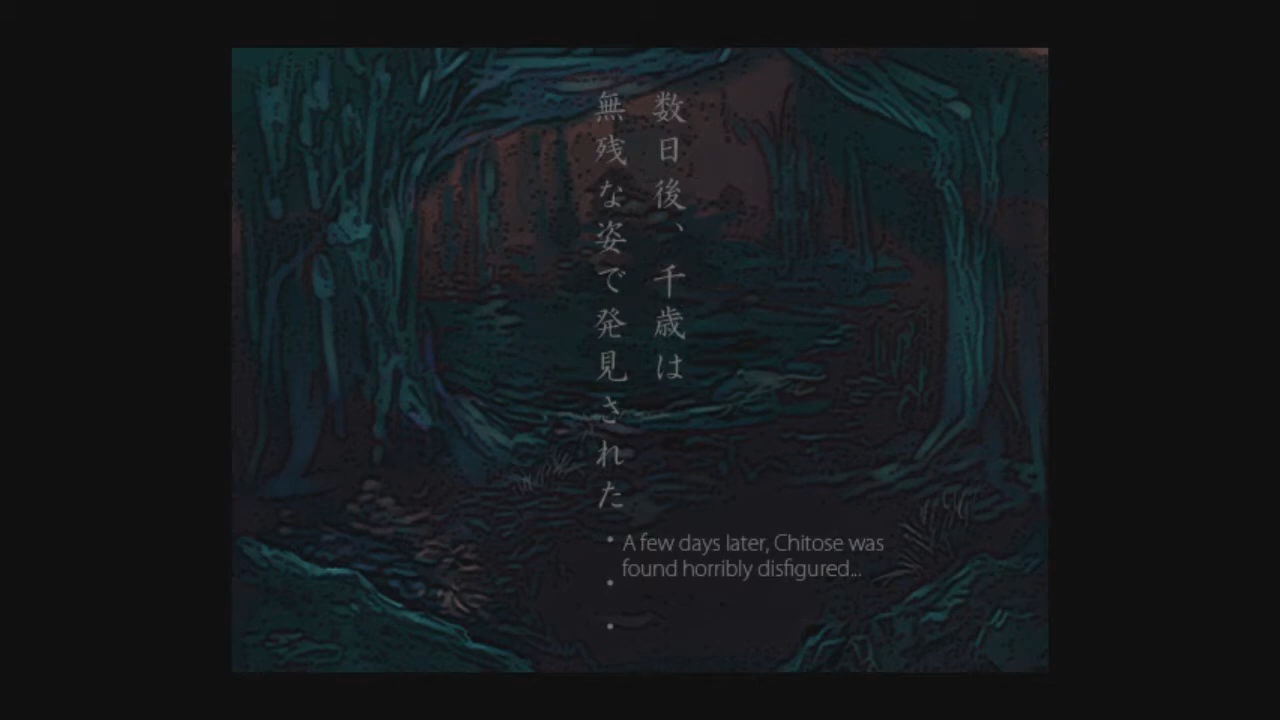 数日後、千歳は
無残な姿で発見された・・・
A few days later, Chitose was
found horribly disfigured...